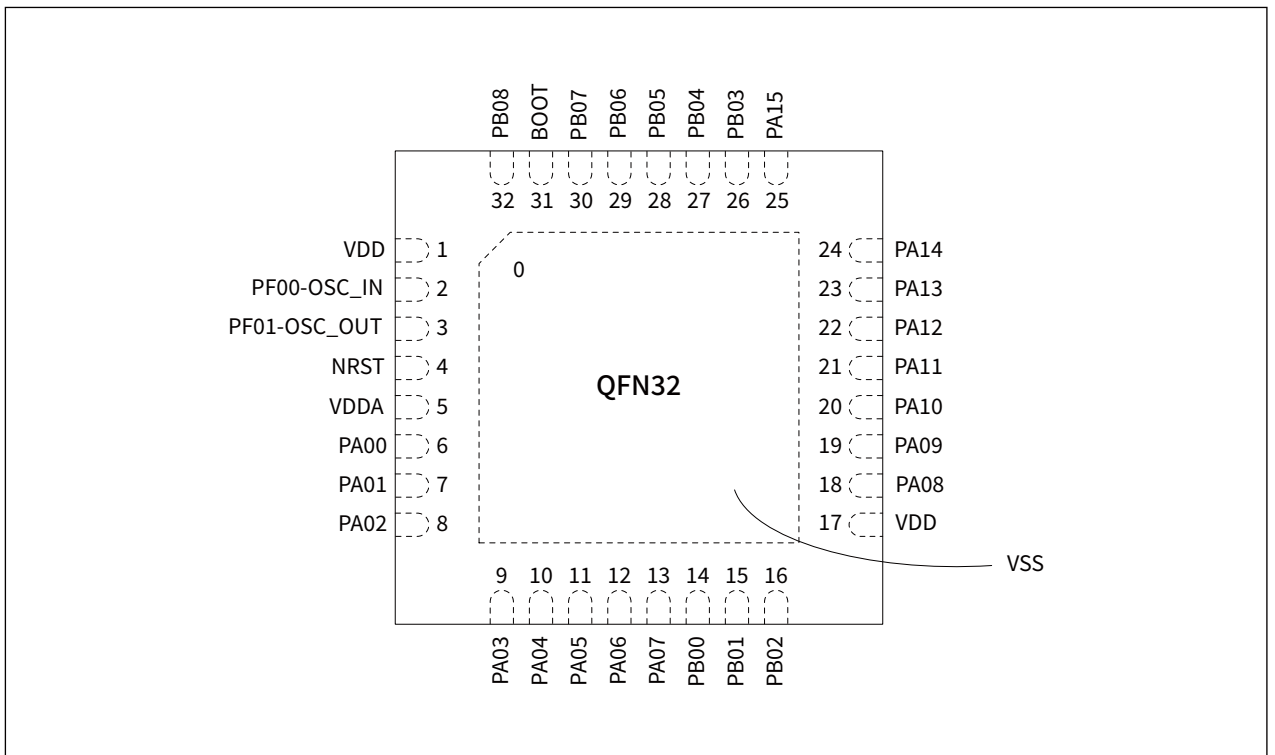 PB08 BOOT PB07 PB06 PB05 PB04 PB03 PA15
32 31 30 29 28 27 26 25
VDD 1 24 PA14
0
PF00-OSC_IN 2 23 PA13
PF01-OSC_OUT 3 22 PA12
NRST 4 21 PA11
QFN32
VDDA 5 20 PA10
PA00 6 19 PA09
PA01 7 18 PA08
PA02 8 17 VDD
VSS
9 10 11 12 13 14 15 16
PA03 PA04 PA05 PA06 PA07 PB00 PB01 PB02